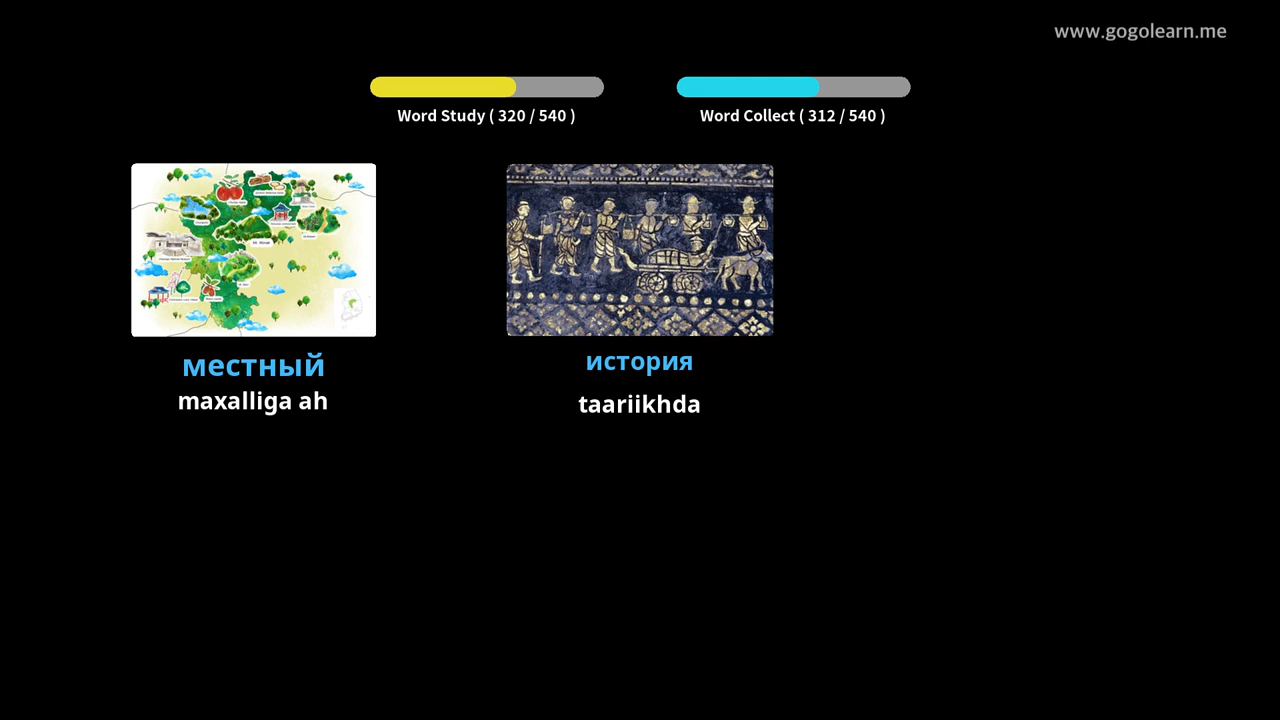 www.gogolearn.me
Word Study ( 320 / 540 )
Word Collect ( 312 / 540 )
местный
maxalliga ah
история
taariikhda